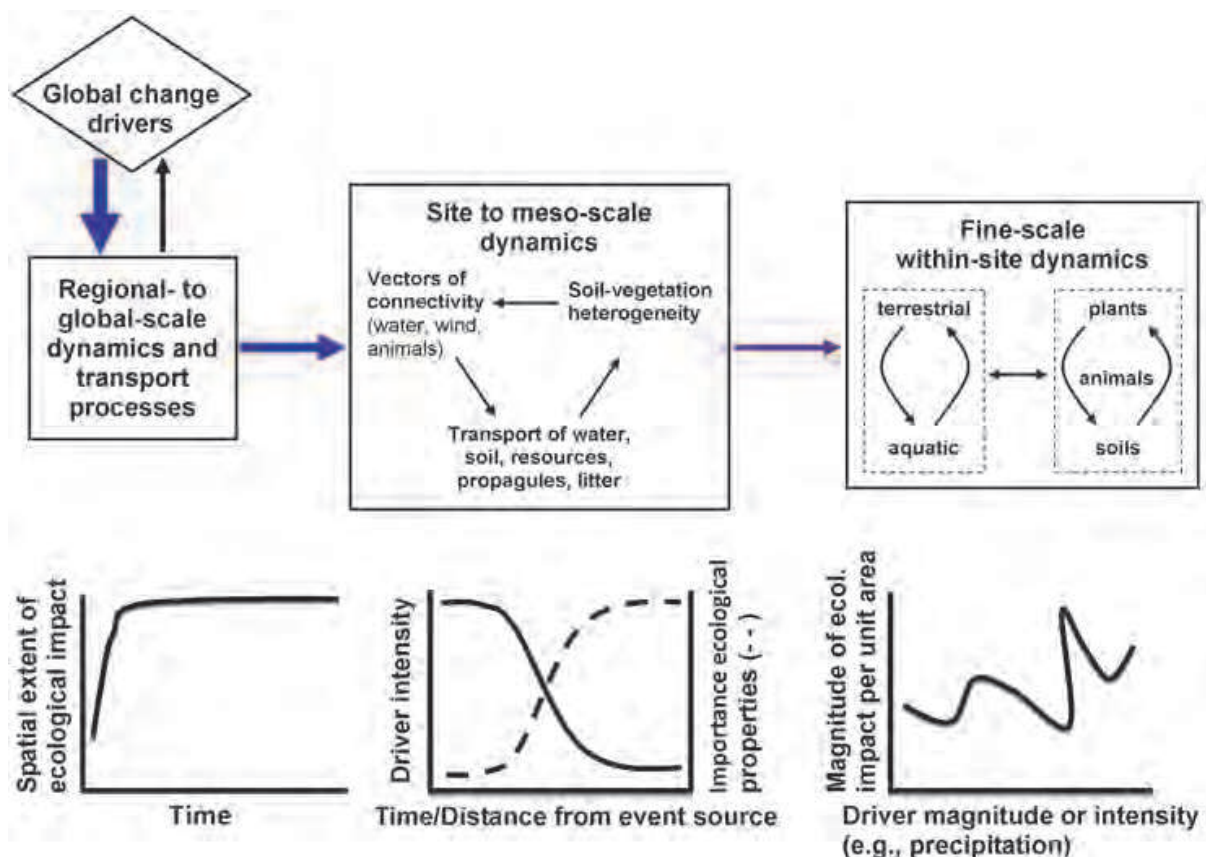 Global change
drivers
Regional- to
global-scale
dynamics and
transport
processes
Site to meso-scale
dynamics
Vectors of
connectivity
(water, wind,
animals)
Soil-vegetation
heterogeneity
Transport of water,
soil, resources,
propagules, litter
Fine-scale
within-site dynamics
terrestrial
aquatic
plants
animals
soils
Spatial extent of
ecological impact
Time
Driver intensity
Importance ecological
properties (- -)
Time/Distance from event source
Magnitude of ecol.
impact per unit area
Driver magnitude or intensity
(e.g., precipitation)